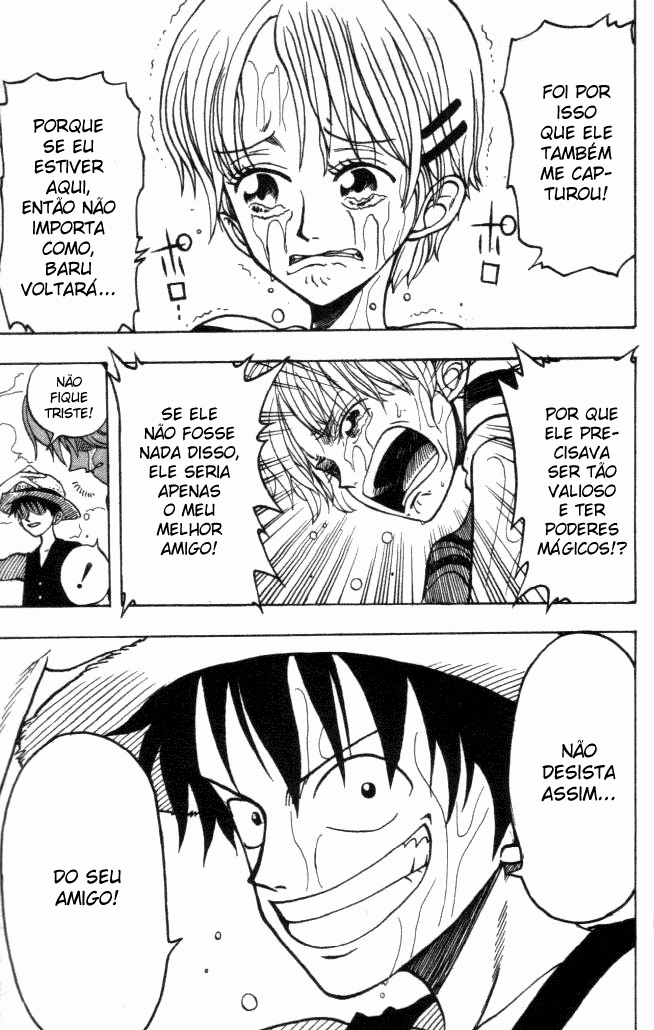 FOI POR
ISSO
QUE ELE
TAMBÉM
ME CAP-
TUROU!
PORQUE
SE EU
ESTIVER
AQUI,
ENTÃO NÃO
IMPORTA
COMO,
BARU
VOLTARÁ...
POR QUE
ELE PRE-
CISAVA
SER TÃO
VALIOSO
E TER
PODERES
MÁGICOS!?
SE ELE
NÃO FOSSE
NADA DISSO,
ELE SERIA
APENAS
O MEU
MELHOR
AMIGO!
NÃO
FIQUE
TRISTE!
!
NÃO
DESISTA
ASSIM...
DO SEU
AMIGO!